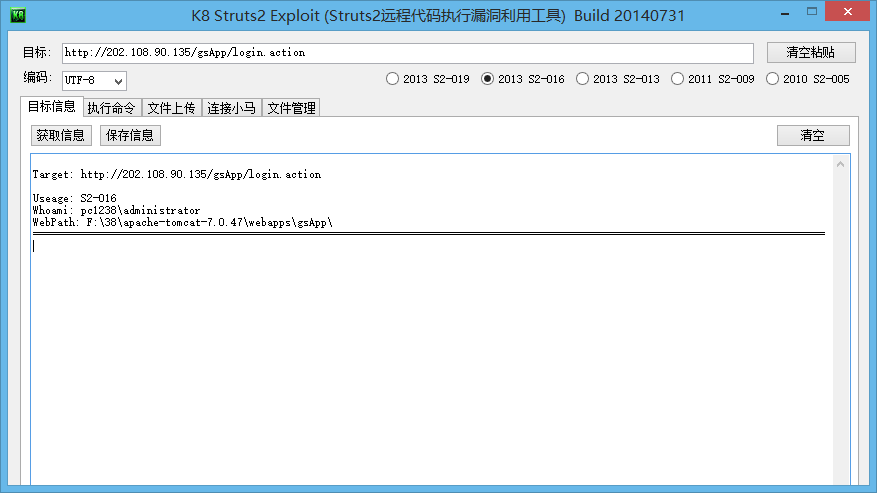 K8 K8 Struts2 Exploit (Struts2远程代码执行漏洞利用工具) Build 20140731
目标: http://202.108.90.135/gsApp/login.action 清空粘贴
编码: UTF-8 2013 S2-019 2013 S2-016 2013 S2-013 2011 S2-009 2010 S2-005
目标信息 执行命令 文件上传 连接小马 文件管理
获取信息 保存信息 清空
Target: http://202.108.90.135/gsApp/login.action
Useage: S2-016
Whoami: pc1238\administrator
WebPath: F:\38\apache-tomcat-7.0.47\webapps\gsApp\